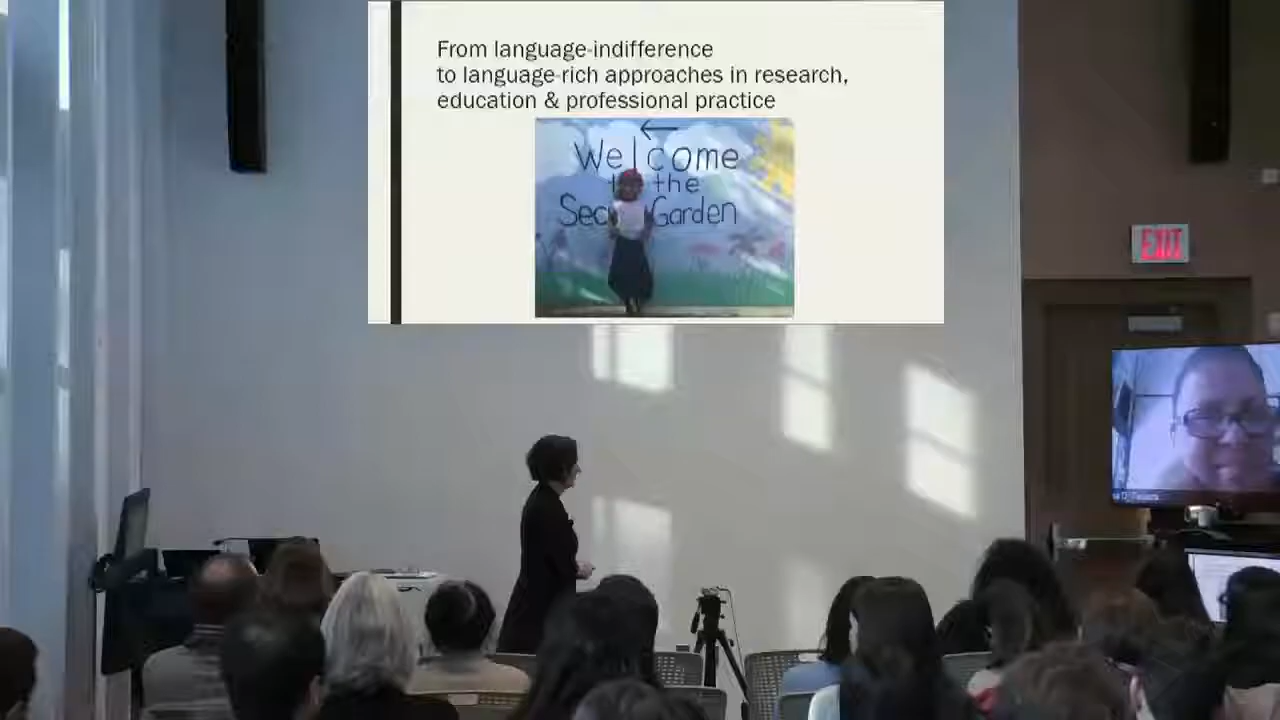 From language-indifference
to language-rich approaches in research,
education & professional practice
Welcome
the
Garden
EXIT